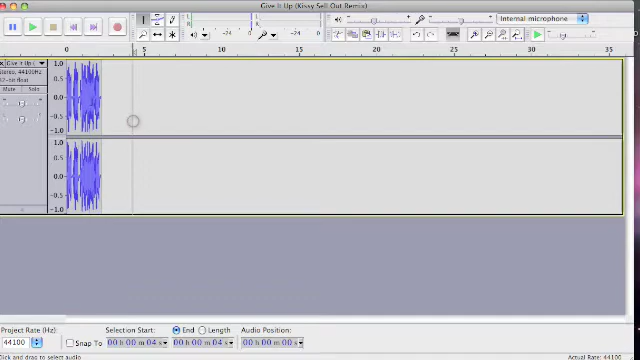 Give It Up (Kissy Sell Out Remix)
-24 0
-24 0
Internal microphone
0 5 10 15 20 25 30 35
x Give It Up (
Stereo, 44100Hz
32-bit float
Mute Solo
1.0
0.5
0.0
-0.5
-1.0
1.0
0.5
0.0
-0.5
-1.0
Project Rate (Hz):
44100
Snap To
Selection Start:
End
Length
Audio Position:
00 h 00 m 04 s
00 h 00 m 04 s
00 h 00 m 00 s
Click and drag to select audio
Actual Rate: 44100